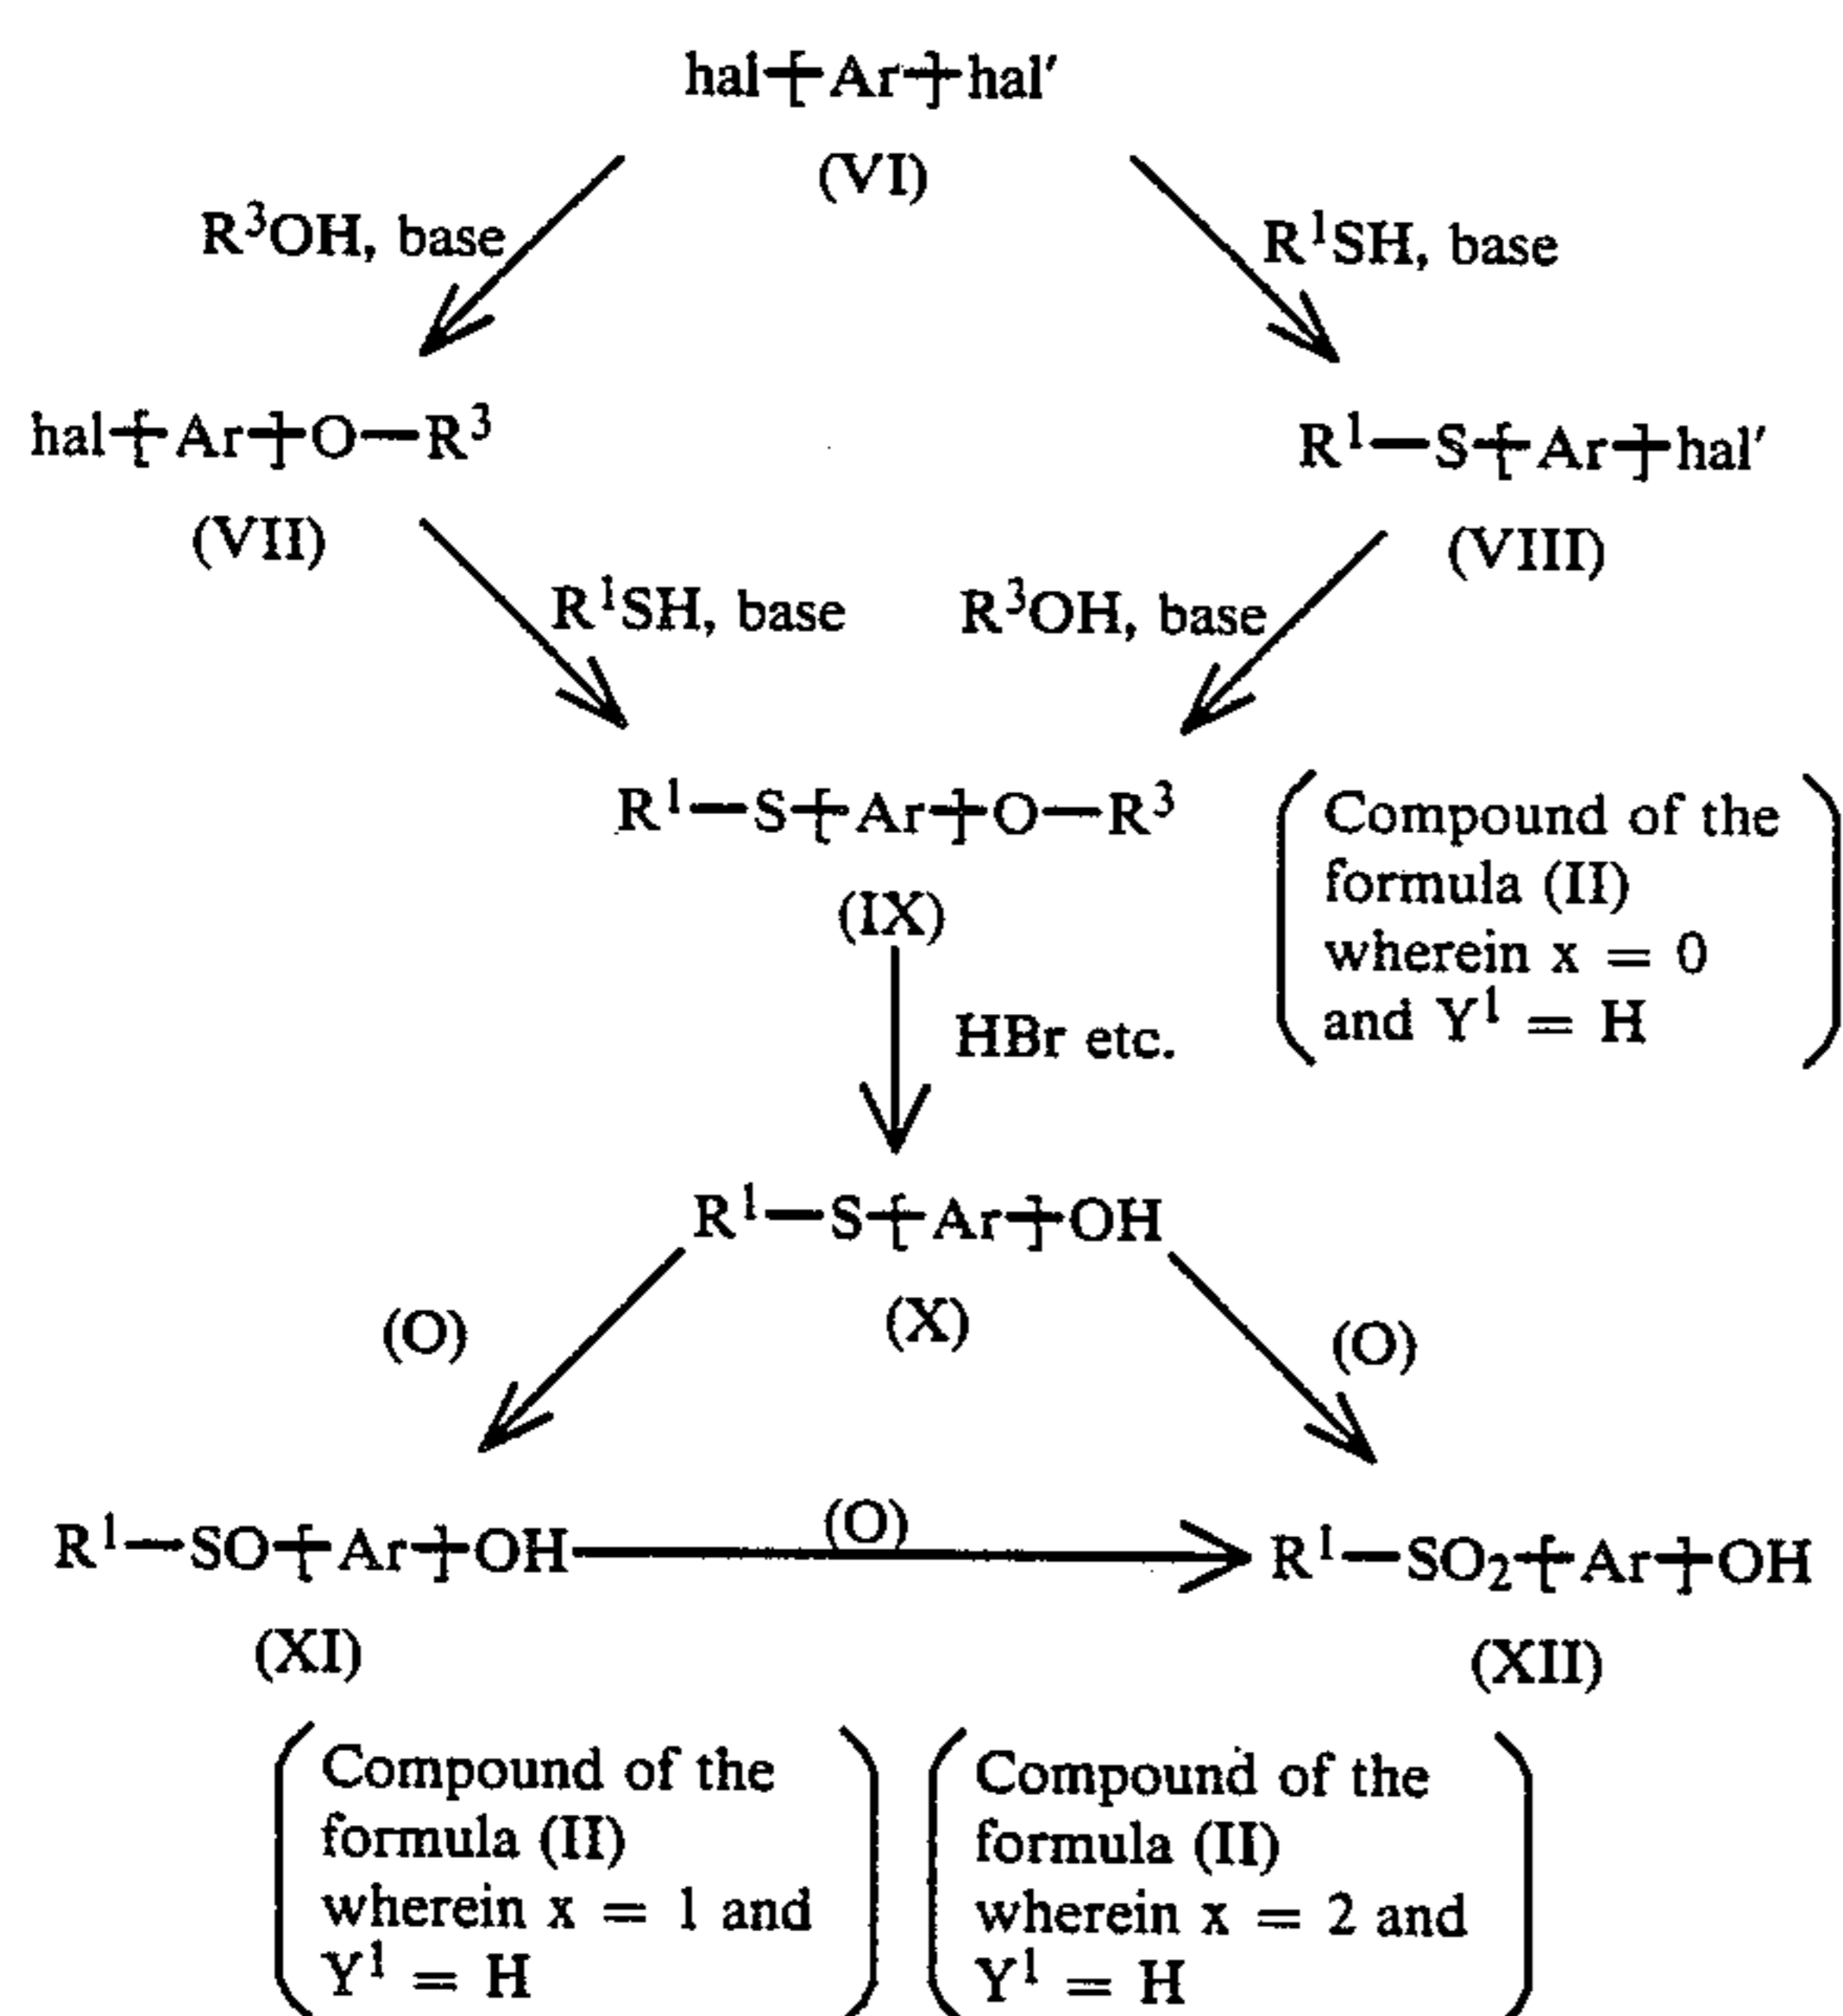 hal-[Ar]-hal′
(VI)
R³OH, base
R¹SH, base
hal-[Ar]-O—R³
(VII)
R¹—S-[Ar]-hal′
(VIII)
R¹SH, base
R³OH, base
R¹—S-[Ar]-O—R³
(IX)
Compound of the
formula (II)
wherein x = 0
and Y¹ = H
HBr etc.
R¹—S-[Ar]-OH
(X)
(O)
(O)
R¹—SO-[Ar]-OH
(XI)
(O)
R¹—SO₂-[Ar]-OH
(XII)
Compound of the
formula (II)
wherein x = 1 and
Y¹ = H
Compound of the
formula (II)
wherein x = 2 and
Y¹ = H